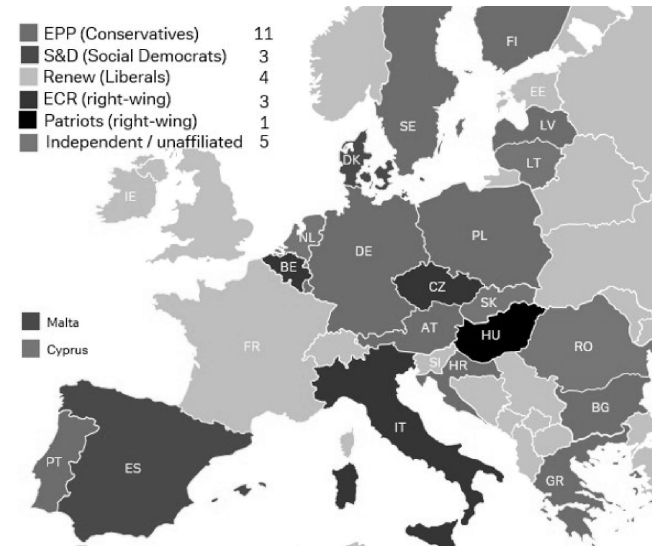 EPP (Conservatives) 11
S&D (Social Democrats) 3
Renew (Liberals) 4
ECR (right-wing) 3
Patriots (right-wing) 1
Independent / unaffiliated 5
FI
EE
SE
LV
LT
DK
IE
NL
DE
PL
BE
CZ
SK
AT
HU
FR
SI
HR
RO
Malta
Cyprus
BG
IT
PT
ES
GR